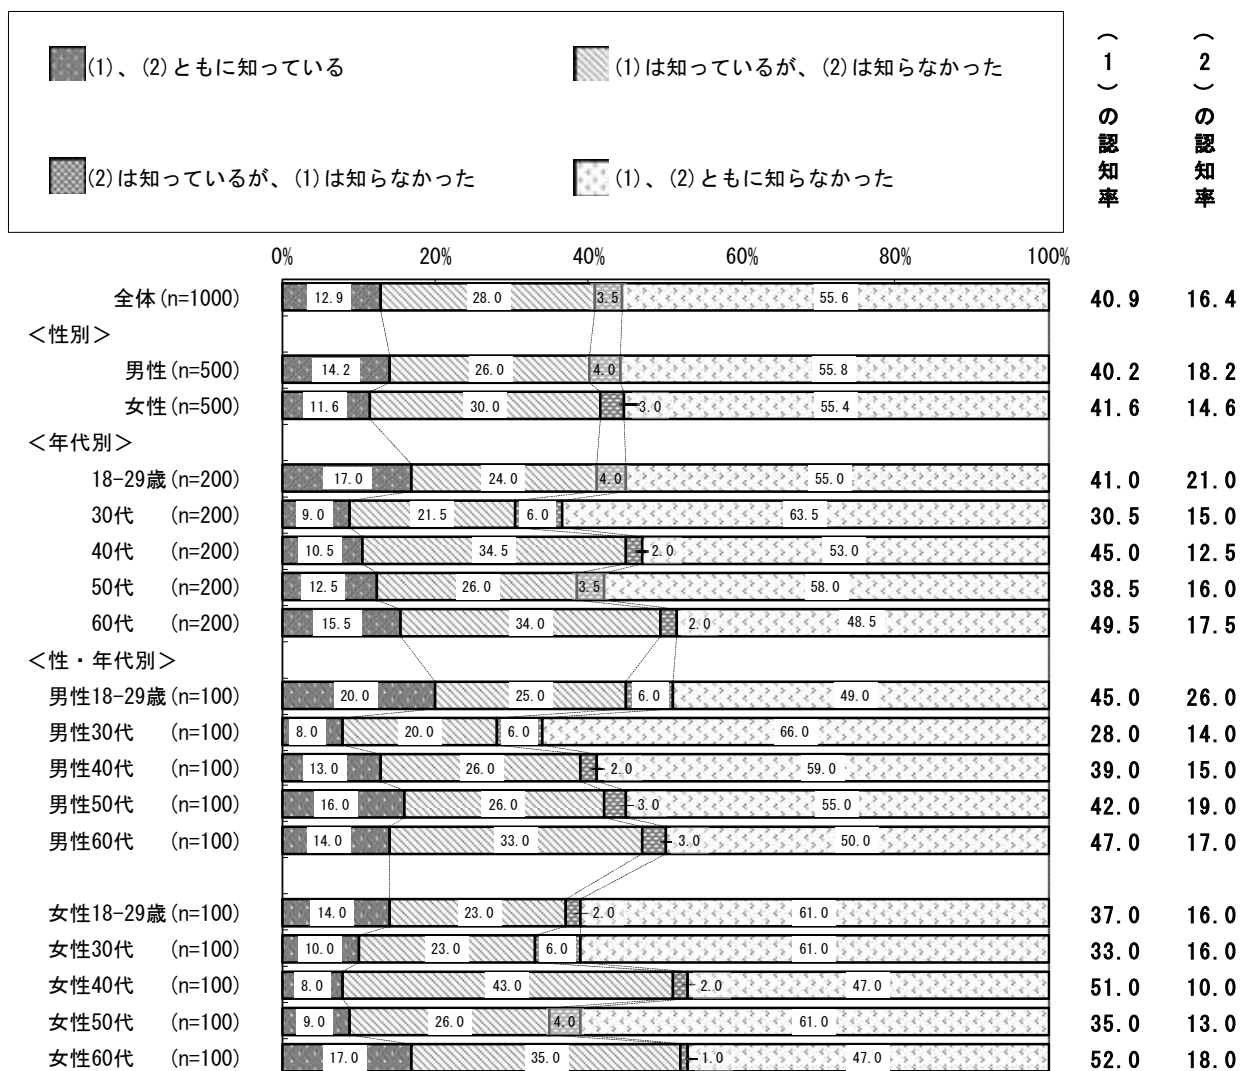 (1)、(2)ともに知っている
(1)は知っているが、(2)は知らなかった
(2)は知っているが、(1)は知らなかった
(1)、(2)ともに知らなかった
（1）の認知率
（2）の認知率
0% 20% 40% 60% 80% 100%
全体(n=1000) 12.9 28.0 3.5 55.6 40.9 16.4
＜性別＞
男性(n=500) 14.2 26.0 4.0 55.8 40.2 18.2
女性(n=500) 11.6 30.0 3.0 55.4 41.6 14.6
＜年代別＞
18-29歳(n=200) 17.0 24.0 4.0 55.0 41.0 21.0
30代 (n=200) 9.0 21.5 6.0 63.5 30.5 15.0
40代 (n=200) 10.5 34.5 2.0 53.0 45.0 12.5
50代 (n=200) 12.5 26.0 3.5 58.0 38.5 16.0
60代 (n=200) 15.5 34.0 2.0 48.5 49.5 17.5
＜性・年代別＞
男性18-29歳(n=100) 20.0 25.0 6.0 49.0 45.0 26.0
男性30代 (n=100) 8.0 20.0 6.0 66.0 28.0 14.0
男性40代 (n=100) 13.0 26.0 2.0 59.0 39.0 15.0
男性50代 (n=100) 16.0 26.0 3.0 55.0 42.0 19.0
男性60代 (n=100) 14.0 33.0 3.0 50.0 47.0 17.0
女性18-29歳(n=100) 14.0 23.0 2.0 61.0 37.0 16.0
女性30代 (n=100) 10.0 23.0 6.0 61.0 33.0 16.0
女性40代 (n=100) 8.0 43.0 2.0 47.0 51.0 10.0
女性50代 (n=100) 9.0 26.0 4.0 61.0 35.0 13.0
女性60代 (n=100) 17.0 35.0 1.0 47.0 52.0 18.0